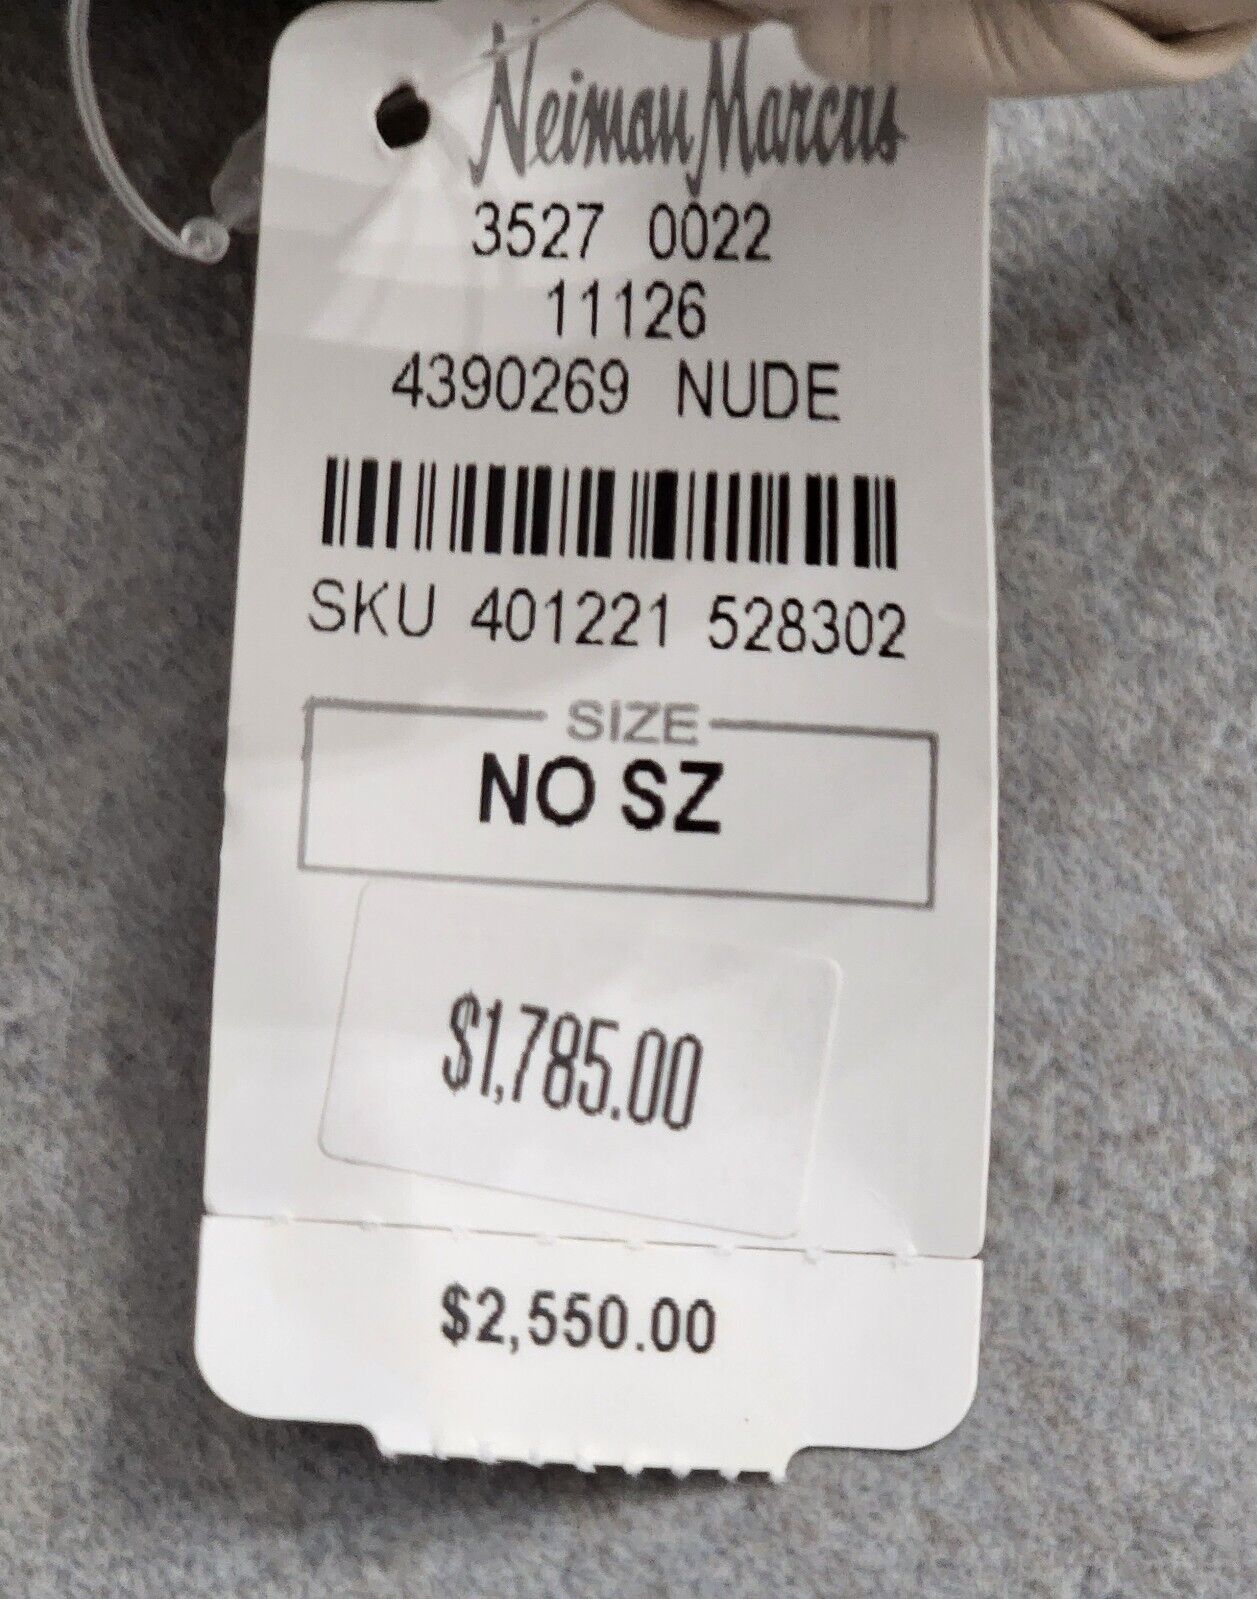 Neiman Marcus
3527 0022
11126
4390269 NUDE
SKU 401221 528302
SIZE
NO SZ
$1,785.00
$2,550.00